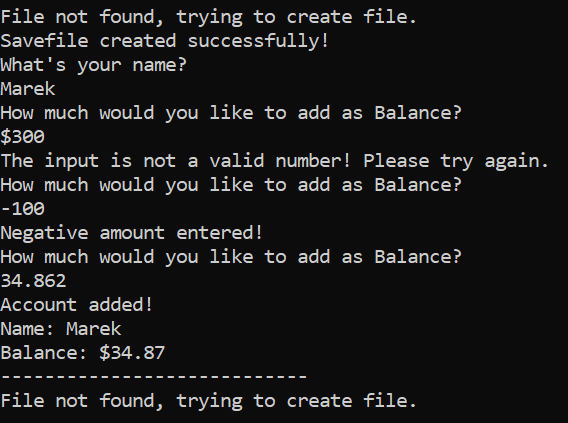 File not found, trying to create file.
Savefile created successfully!
What's your name?
Marek
How much would you like to add as Balance?
$300
The input is not a valid number! Please try again.
How much would you like to add as Balance?
-100
Negative amount entered!
How much would you like to add as Balance?
34.862
Account added!
Name: Marek
Balance: $34.87
----------------------------
File not found, trying to create file.